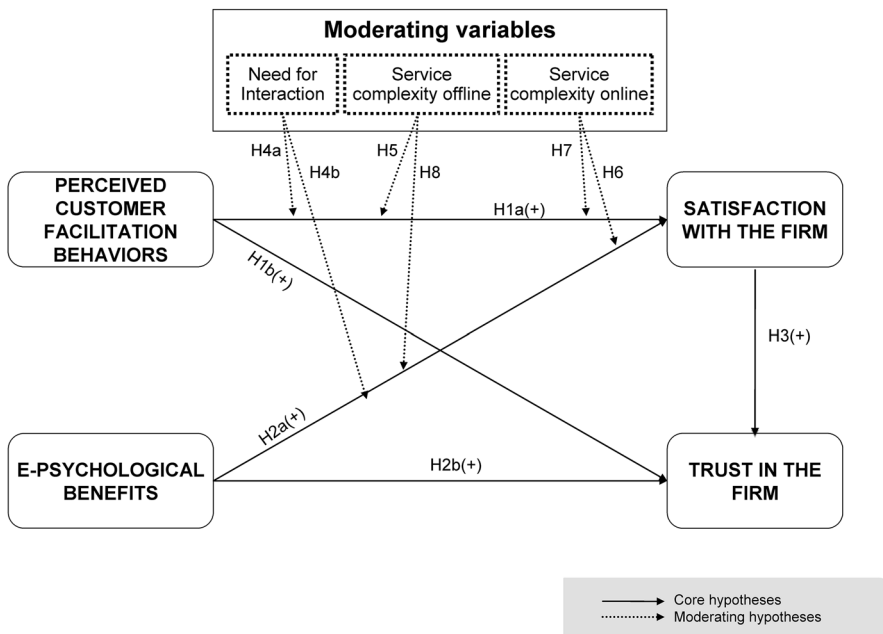 Moderating variables
Need for
Interaction
Service
complexity offline
Service
complexity online
H4a
H4b
H5
H8
H7
H6
PERCEIVED
CUSTOMER
FACILITATION
BEHAVIORS
H1a(+)
SATISFACTION
WITH THE FIRM
H1b(+)
H3(+)
H2a(+)
E-PSYCHOLOGICAL
BENEFITS
H2b(+)
TRUST IN THE
FIRM
Core hypotheses
Moderating hypotheses